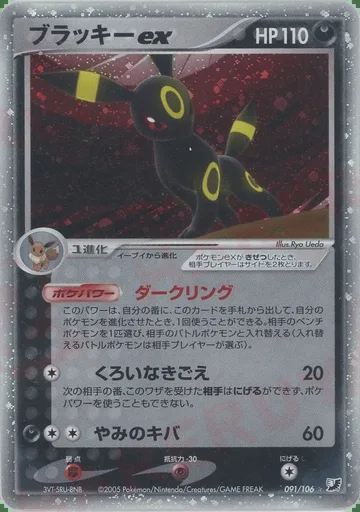 ブラッキーex HP110
1進化 イーブイから進化
Illus.Ryo Ueda
ポケモンexがきぜつしたとき、
相手プレイヤーはサイドを2枚とります。
ポケパワー ダークリング
このパワーは、自分の番に、このカードを手札から出して、自分の
ポケモンを進化させたとき、1回使うことができる。相手のベンチ
ポケモンを1匹選び、相手のバトルポケモンと入れ替える(入れ替
えたバトルポケモンは相手プレイヤーが選ぶ)。
くろいなきごえ 20
次の相手の番、このワザを受けた相手はにげるができず、ポケ
パワーを使うこともできない。
やみのキバ 60
弱点 抵抗力-30 にげる
3VT-5RU-8NB ©2005 Pokémon/Nintendo/Creatures/GAME FREAK 091/106